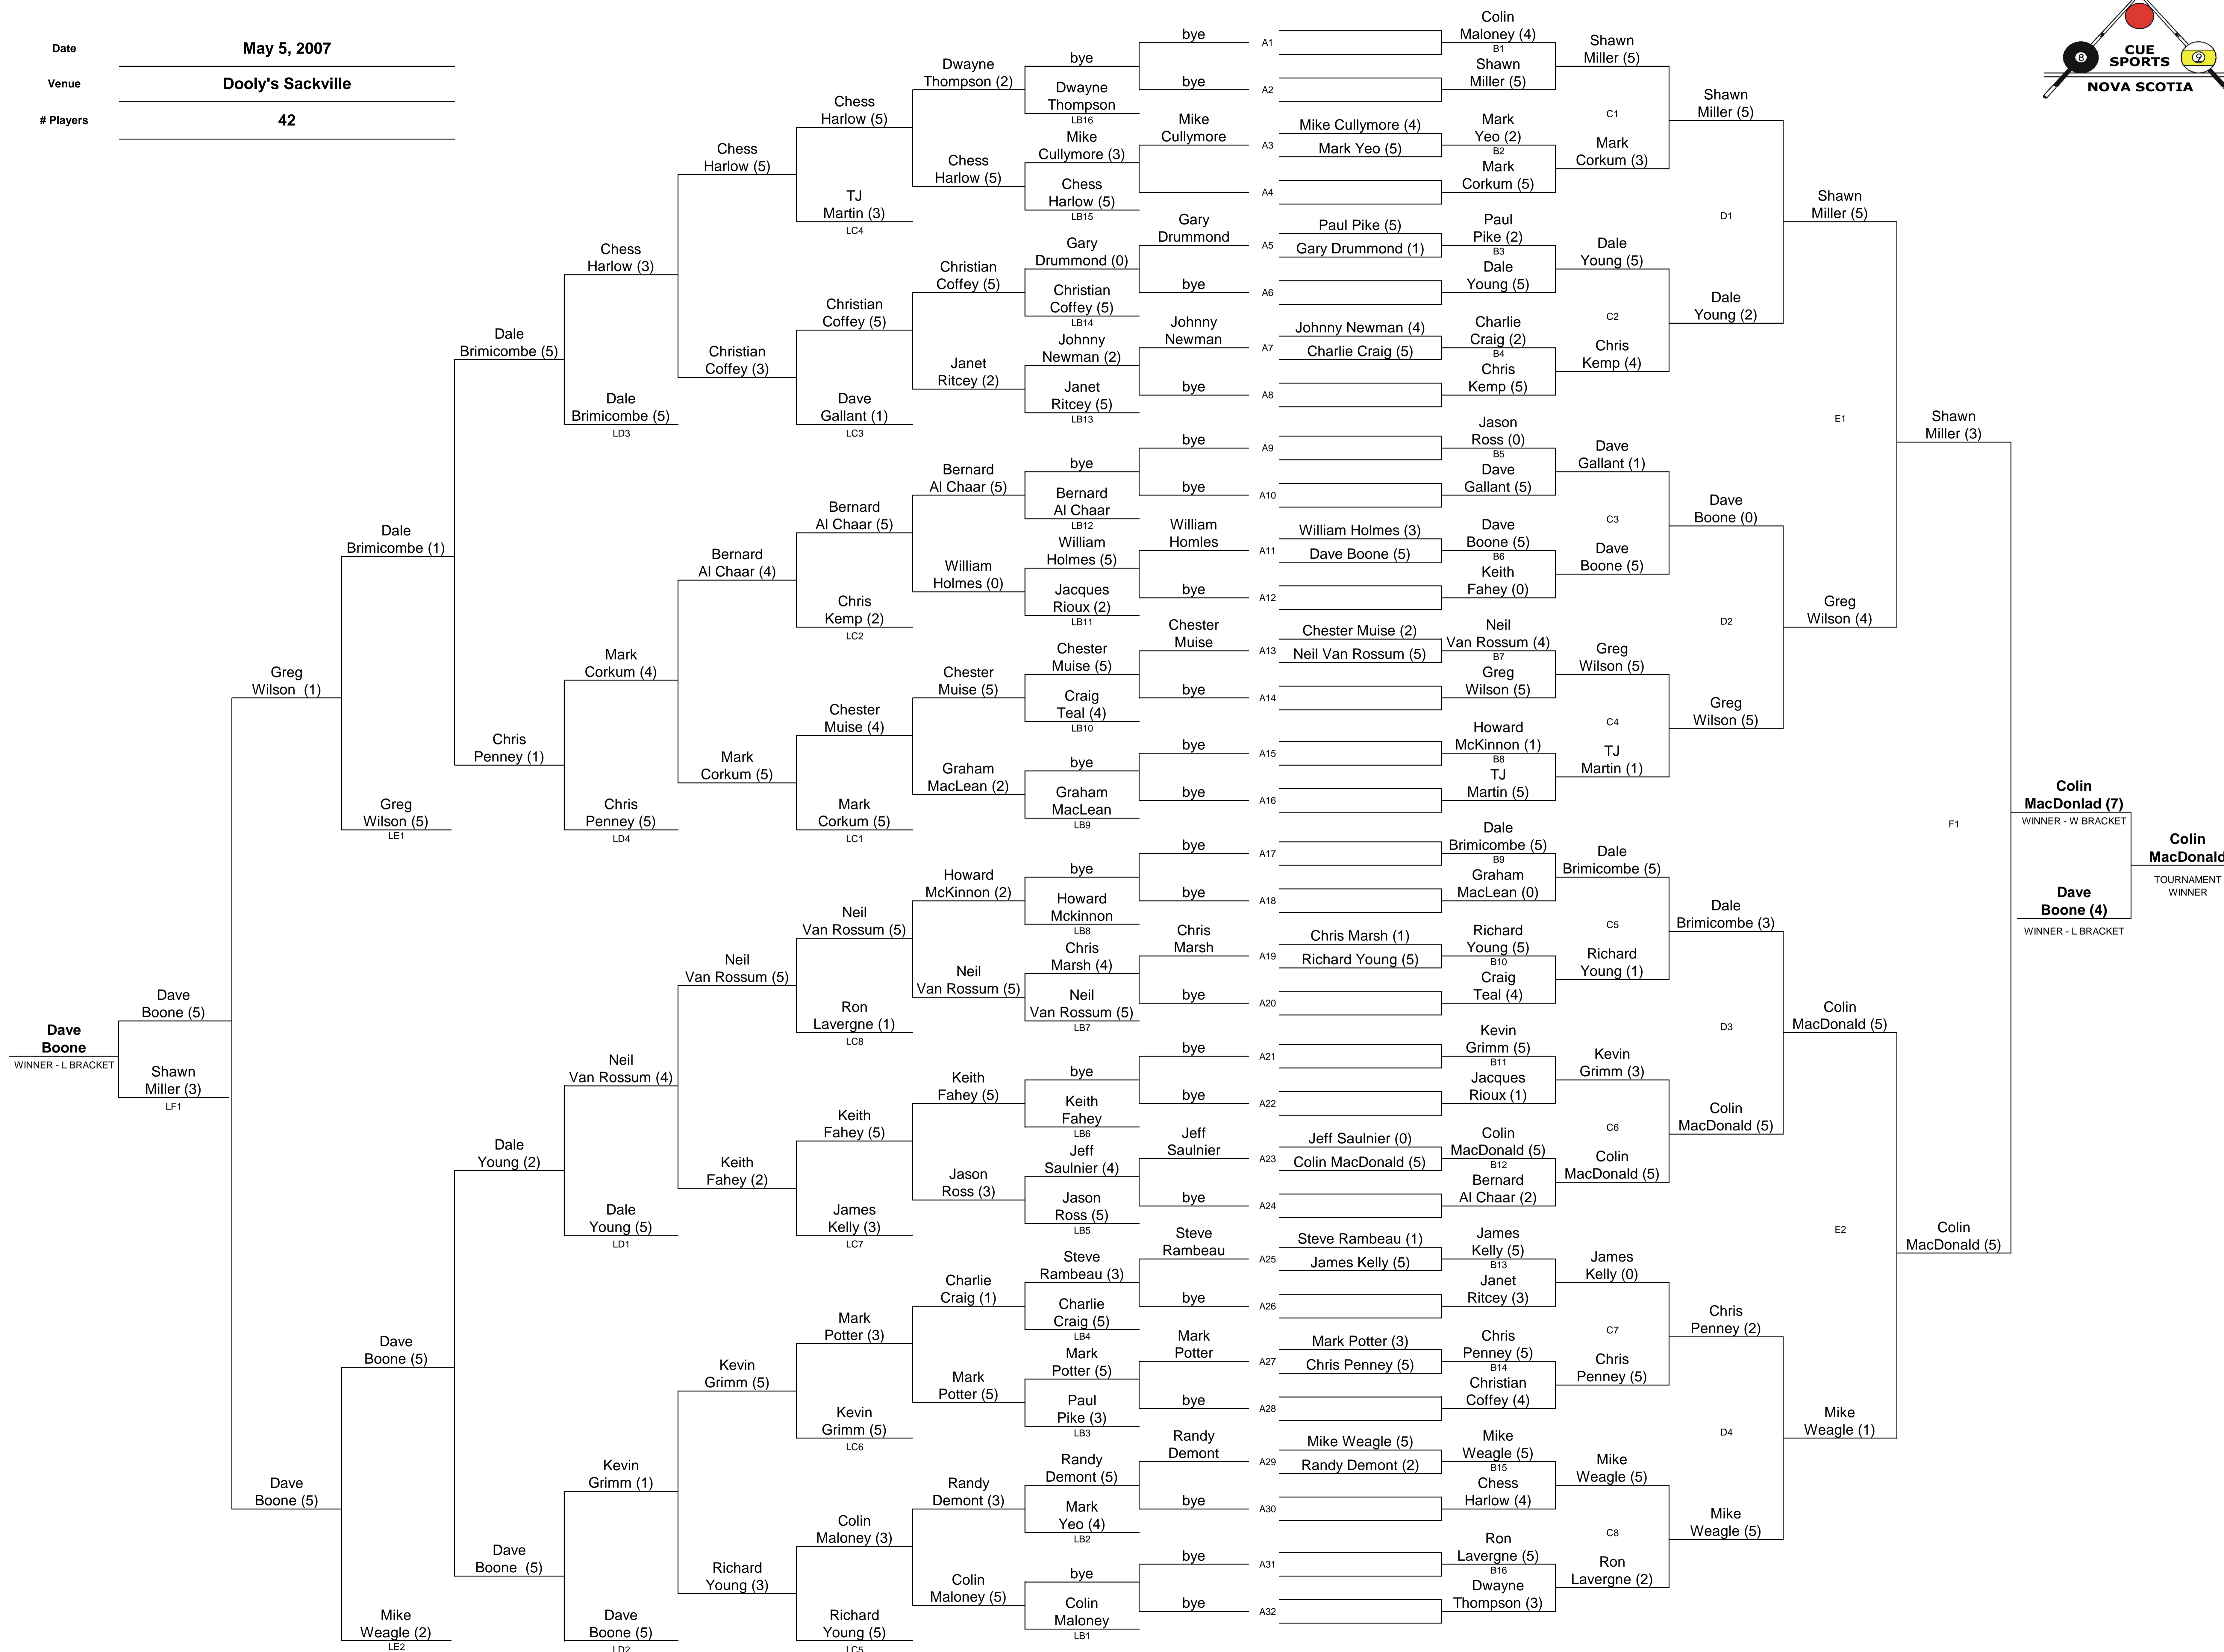 Date
May 5, 2007
Venue
Dooly's Sackville
# Players
42
8
9
CUE
SPORTS
NOVA SCOTIA
Dave
Boone
WINNER - L BRACKET
Dave
Boone (5)
Shawn
Miller (3)
LF1
Greg
Wilson (1)
Dave
Boone (5)
Dale
Brimicombe (1)
Greg
Wilson (5)
LE1
Dave
Boone (5)
Mike
Weagle (2)
LE2
Dale
Brimicombe (5)
Chris
Penney (1)
Dale
Young (2)
Dave
Boone (5)
Chess
Harlow (3)
Dale
Brimicombe (5)
LD3
Mark
Corkum (4)
Chris
Penney (5)
LD4
Neil
Van Rossum (4)
Dale
Young (5)
LD1
Kevin
Grimm (1)
Dave
Boone (5)
LD2
Chess
Harlow (5)
Christian
Coffey (3)
Bernard
Al Chaar (4)
Mark
Corkum (5)
Neil
Van Rossum (5)
Keith
Fahey (2)
Kevin
Grimm (5)
Richard
Young (3)
Chess
Harlow (5)
TJ
Martin (3)
LC4
Christian
Coffey (5)
Dave
Gallant (1)
LC3
Bernard
Al Chaar (5)
Chris
Kemp (2)
LC2
Chester
Muise (4)
Mark
Corkum (5)
LC1
Neil
Van Rossum (5)
Ron
Lavergne (1)
LC8
Keith
Fahey (5)
James
Kelly (3)
LC7
Mark
Potter (3)
Kevin
Grimm (5)
LC6
Colin
Maloney (3)
Richard
Young (5)
LC5
Dwayne
Thompson (2)
Chess
Harlow (5)
Christian
Coffey (5)
Janet
Ritcey (2)
Bernard
Al Chaar (5)
William
Holmes (0)
Chester
Muise (5)
Graham
MacLean (2)
Howard
McKinnon (2)
Neil
Van Rossum (5)
Keith
Fahey (5)
Jason
Ross (3)
Charlie
Craig (1)
Mark
Potter (5)
Randy
Demont (3)
Colin
Maloney (5)
bye
Dwayne
Thompson
LB16
Mike
Cullymore (3)
Chess
Harlow (5)
LB15
Gary
Drummond (0)
Christian
Coffey (5)
LB14
Johnny
Newman (2)
Janet
Ritcey (5)
LB13
bye
Bernard
Al Chaar
LB12
William
Holmes (5)
Jacques
Rioux (2)
LB11
Chester
Muise (5)
Craig
Teal (4)
LB10
bye
Graham
MacLean
LB9
bye
Howard
Mckinnon
LB8
Chris
Marsh (4)
Neil
Van Rossum (5)
LB7
bye
Keith
Fahey
LB6
Jeff
Saulnier (4)
Jason
Ross (5)
LB5
Steve
Rambeau (3)
Charlie
Craig (5)
LB4
Mark
Potter (5)
Paul
Pike (3)
LB3
Randy
Demont (5)
Mark
Yeo (4)
LB2
bye
Colin
Maloney
LB1
bye
bye
Mike
Cullymore
Gary
Drummond
bye
Johnny
Newman
bye
bye
bye
William
Homles
bye
Chester
Muise
bye
bye
bye
bye
bye
Chris
Marsh
bye
bye
bye
Jeff
Saulnier
bye
Steve
Rambeau
bye
Mark
Potter
bye
Randy
Demont
bye
bye
bye
A1
A2
A3
A4
A5
A6
A7
A8
A9
A10
A11
A12
A13
A14
A15
A16
A17
A18
A19
A20
A21
A22
A23
A24
A25
A26
A27
A28
A29
A30
A31
A32
Mike Cullymore (4)
Mark Yeo (5)
Paul Pike (5)
Gary Drummond (1)
Johnny Newman (4)
Charlie Craig (5)
William Holmes (3)
Dave Boone (5)
Chester Muise (2)
Neil Van Rossum (5)
Chris Marsh (1)
Richard Young (5)
Jeff Saulnier (0)
Colin MacDonald (5)
Steve Rambeau (1)
James Kelly (5)
Mark Potter (3)
Chris Penney (5)
Mike Weagle (5)
Randy Demont (2)
Colin
Maloney (4)
B1
Shawn
Miller (5)
Mark
Yeo (2)
B2
Mark
Corkum (5)
Paul
Pike (2)
B3
Dale
Young (5)
Charlie
Craig (2)
B4
Chris
Kemp (5)
Jason
Ross (0)
B5
Dave
Gallant (5)
Dave
Boone (5)
B6
Keith
Fahey (0)
Neil
Van Rossum (4)
B7
Greg
Wilson (5)
Howard
McKinnon (1)
B8
TJ
Martin (5)
Dale
Brimicombe (5)
B9
Graham
MacLean (0)
Richard
Young (5)
B10
Craig
Teal (4)
Kevin
Grimm (5)
B11
Jacques
Rioux (1)
Colin
MacDonald (5)
B12
Bernard
Al Chaar (2)
James
Kelly (5)
B13
Janet
Ritcey (3)
Chris
Penney (5)
B14
Christian
Coffey (4)
Mike
Weagle (5)
B15
Chess
Harlow (4)
Ron
Lavergne (5)
B16
Dwayne
Thompson (3)
Shawn
Miller (5)
C1
Mark
Corkum (3)
Dale
Young (5)
C2
Chris
Kemp (4)
Dave
Gallant (1)
C3
Dave
Boone (5)
Greg
Wilson (5)
C4
TJ
Martin (1)
Dale
Brimicombe (5)
C5
Richard
Young (1)
Kevin
Grimm (3)
C6
Colin
MacDonald (5)
James
Kelly (0)
C7
Chris
Penney (5)
Mike
Weagle (5)
C8
Ron
Lavergne (2)
Shawn
Miller (5)
D1
Dale
Young (2)
Dave
Boone (0)
D2
Greg
Wilson (5)
Dale
Brimicombe (3)
D3
Colin
MacDonald (5)
Chris
Penney (2)
D4
Mike
Weagle (5)
Shawn
Miller (5)
E1
Greg
Wilson (4)
Colin
MacDonald (5)
E2
Mike
Weagle (1)
Shawn
Miller (3)
F1
Colin
MacDonald (5)
Colin
MacDonlad (7)
WINNER - W BRACKET
Dave
Boone (4)
WINNER - L BRACKET
Colin
MacDonald
TOURNAMENT
WINNER